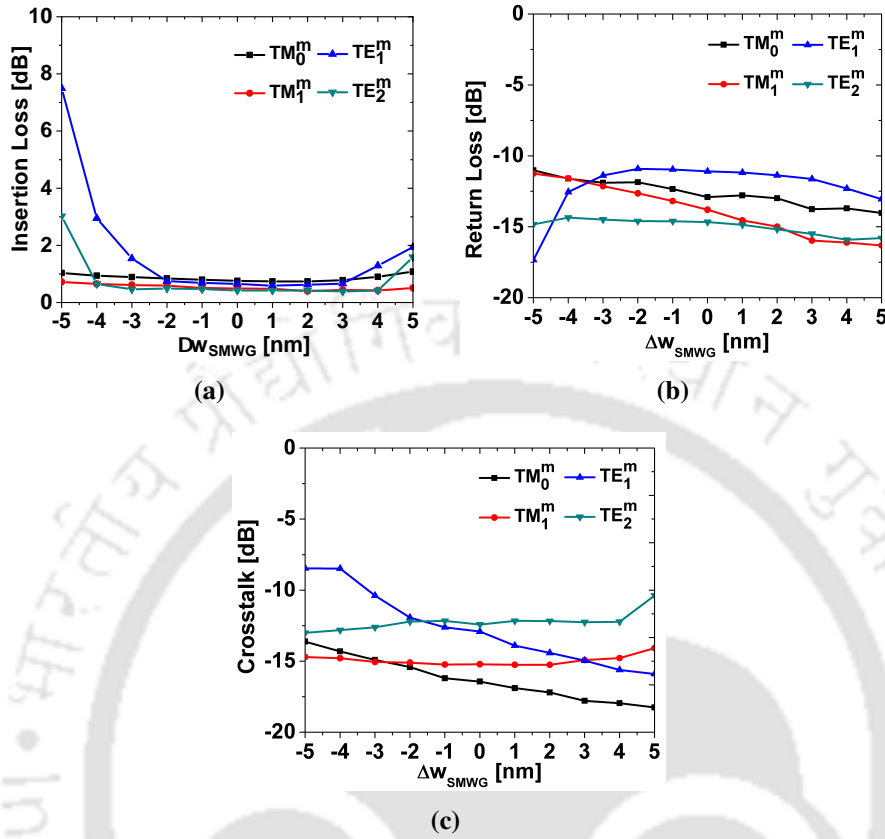 10
8
6
4
2
0
Insertion Loss [dB]
TM₀ᵐ TE₁ᵐ
TM₁ᵐ TE₂ᵐ
-5 -4 -3 -2 -1 0 1 2 3 4 5
Dw_SMWG [nm]
(a)
0
-5
-10
-15
-20
Return Loss [dB]
TM₀ᵐ TE₁ᵐ
TM₁ᵐ TE₂ᵐ
-5 -4 -3 -2 -1 0 1 2 3 4 5
Δw_SMWG [nm]
(b)
0
-5
-10
-15
-20
Crosstalk [dB]
TM₀ᵐ TE₁ᵐ
TM₁ᵐ TE₂ᵐ
-5 -4 -3 -2 -1 0 1 2 3 4 5
Δw_SMWG [nm]
(c)